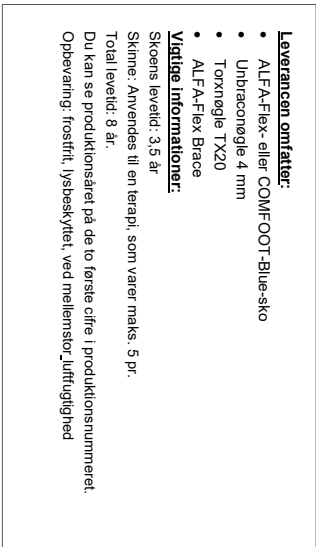 Leverancen omfatter:
• ALFA-Flex- eller COMFOOT-Blue-sko
• Unbraconøgle 4 mm
• Torxnøgle TX20
• ALFA-Flex Brace
Vigtige informationer:
Skoens levetid: 3,5 år
Skinne: Anvendes til en terapi, som varer maks. 5 pr.
Total levetid: 8 år.
Du kan se produktionsåret på de to første cifre i produktionsnummeret.
Opbevaring: frostfrit, lysbeskyttet, ved mellemstor luftfugtighed